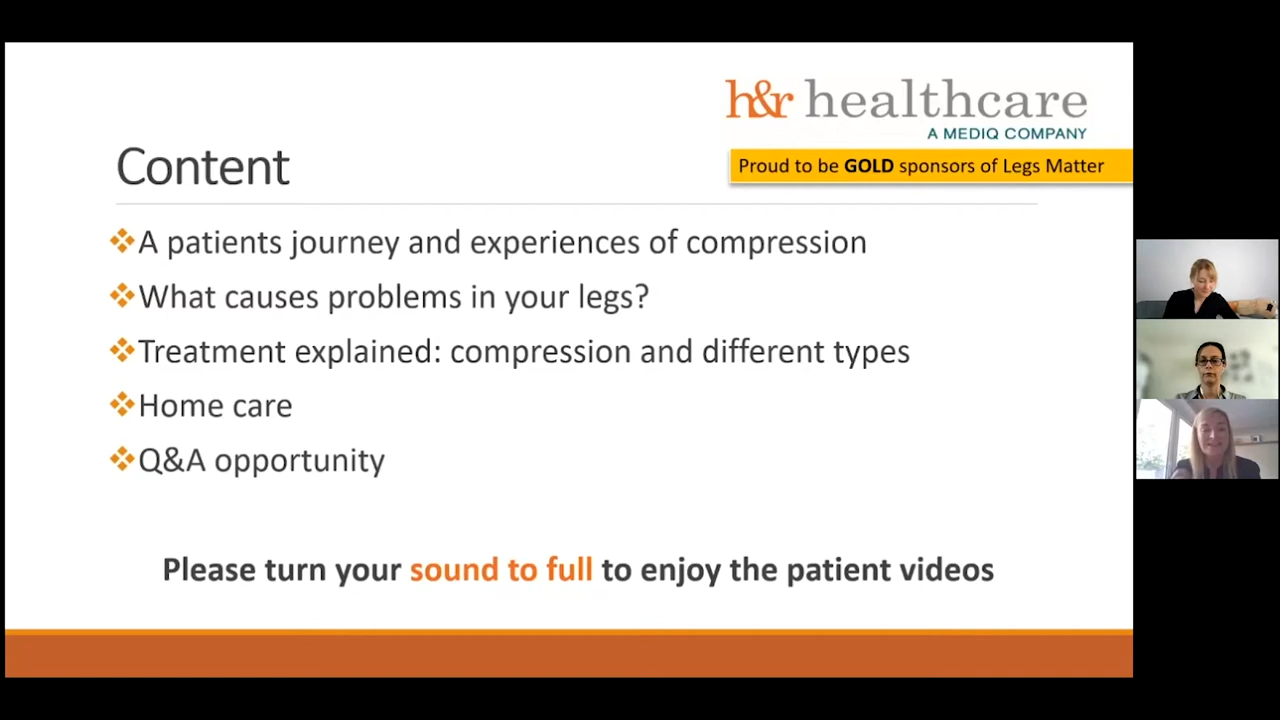 h&r healthcare
A MEDIQ COMPANY
Proud to be GOLD sponsors of Legs Matter
Content
A patients journey and experiences of compression
What causes problems in your legs?
Treatment explained: compression and different types
Home care
Q&A opportunity
Please turn your sound to full to enjoy the patient videos